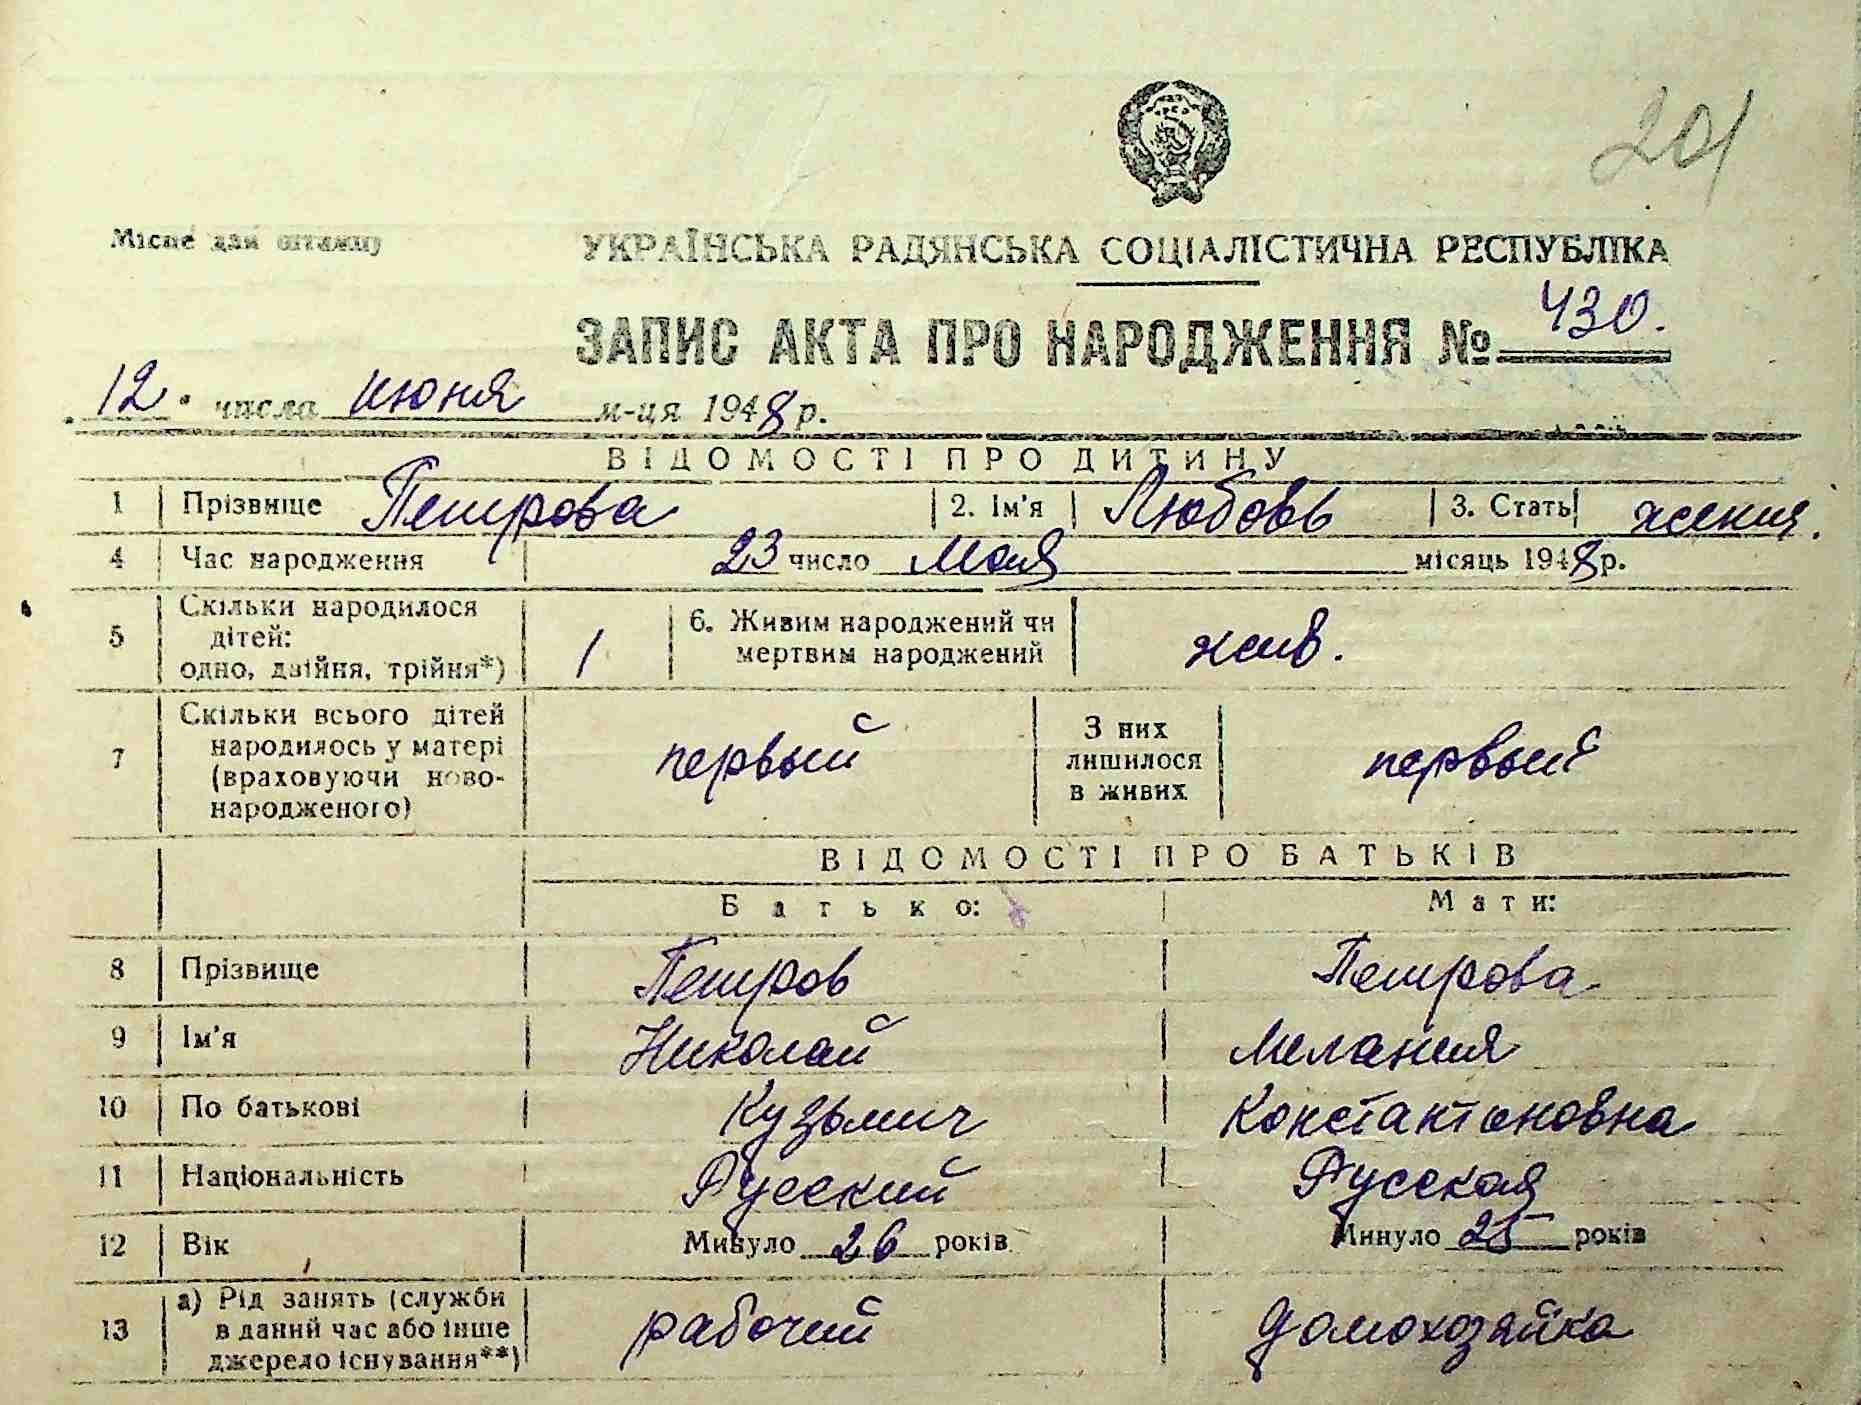 201
Місце для штампу
УКРАЇНСЬКА РАДЯНСЬКА СОЦІАЛІСТИЧНА РЕСПУБЛІКА
ЗАПИС АКТА ПРО НАРОДЖЕННЯ № 430.
12. числа июня м-ця 1948 р.
ВІДОМОСТІ ПРО ДИТИНУ
1 Прізвище Петрова 2. Ім'я Любовь 3. Стать жения.
4 Час народження 23 число Мая місяць 1948 р.
5 Скільки народилося дітей: одно, двійня, трійня*) 1 6. Живим народжений чи мертвим народжений жив.
7 Скільки всього дітей народилось у матері (враховуючи новонародженого) первый З них лишилося в живих первый
ВІДОМОСТІ ПРО БАТЬКІВ
Батько: Мати:
8 Прізвище Петров Петрова
9 Ім'я Николай Мелания
10 По батькові Кузьмич Константиновна
11 Національність Русский Русская
12 Вік Минуло 26 років Минуло 25 років
13 а) Рід занять (служби в даний час або інше джерело існування**) рабочий домохозяйка